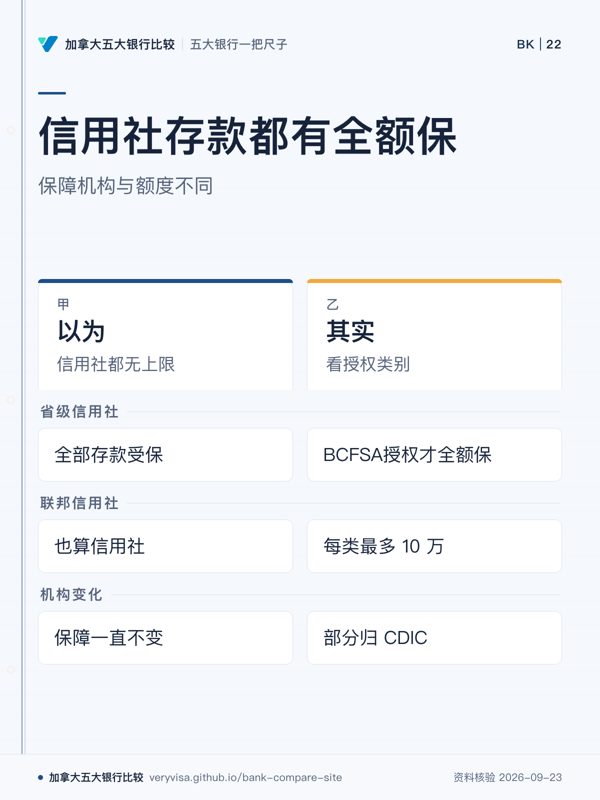 加拿大五大银行比较 五大银行一把尺子 BK | 22
信用社存款都有全额保
保障机构与额度不同
甲 乙
以为 其实
信用社都无上限 看授权类别
省级信用社
全部存款受保 BCFSA授权才全额保
联邦信用社
也算信用社 每类最多 10 万
机构变化
保障一直不变 部分归 CDIC
加拿大五大银行比较 veryvisa.github.io/bank-compare-site 资料核验 2026-09-23